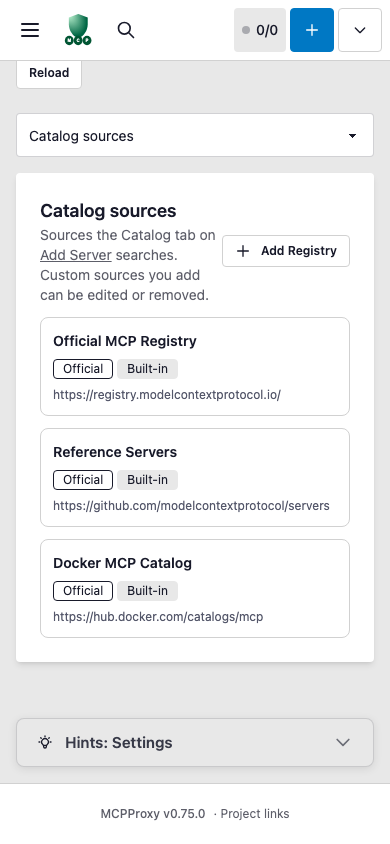 MCP
0/0
Reload
Catalog sources
Catalog sources
Sources the Catalog tab on
Add Server searches.
Custom sources you add
can be edited or removed.
Add Registry
Official MCP Registry
Official
Built-in
https://registry.modelcontextprotocol.io/
Reference Servers
Official
Built-in
https://github.com/modelcontextprotocol/servers
Docker MCP Catalog
Official
Built-in
https://hub.docker.com/catalogs/mcp
Hints: Settings
MCPProxy v0.75.0 · Project links